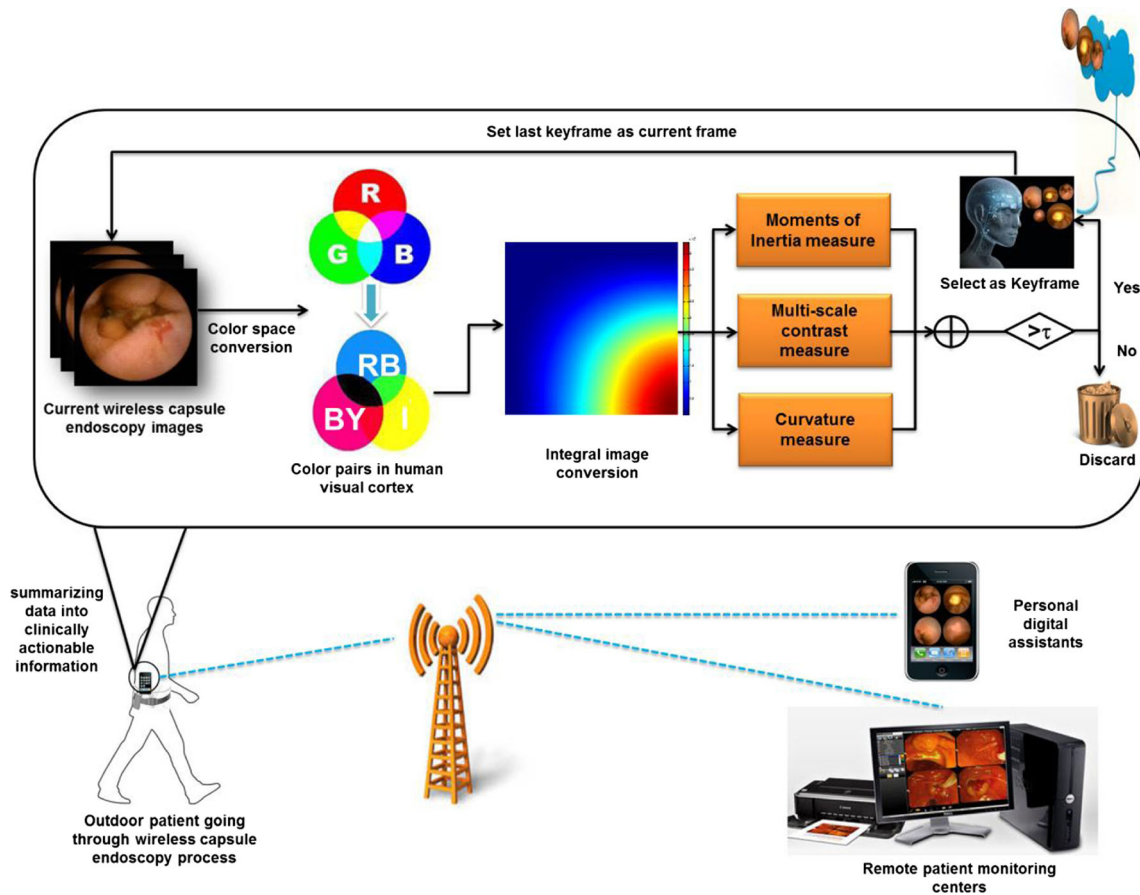 Set last keyframe as current frame
R
G
B
RB
BY
I
Color space
conversion
Current wireless capsule
endoscopy images
Color pairs in human
visual cortex
Integral image
conversion
Moments of
Inertia measure
Multi-scale
contrast
measure
Curvature
measure
Select as Keyframe
>τ
Yes
No
Discard
summarizing
data into
clinically
actionable
information
Outdoor patient going
through wireless capsule
endoscopy process
Personal
digital
assistants
Remote patient monitoring
centers